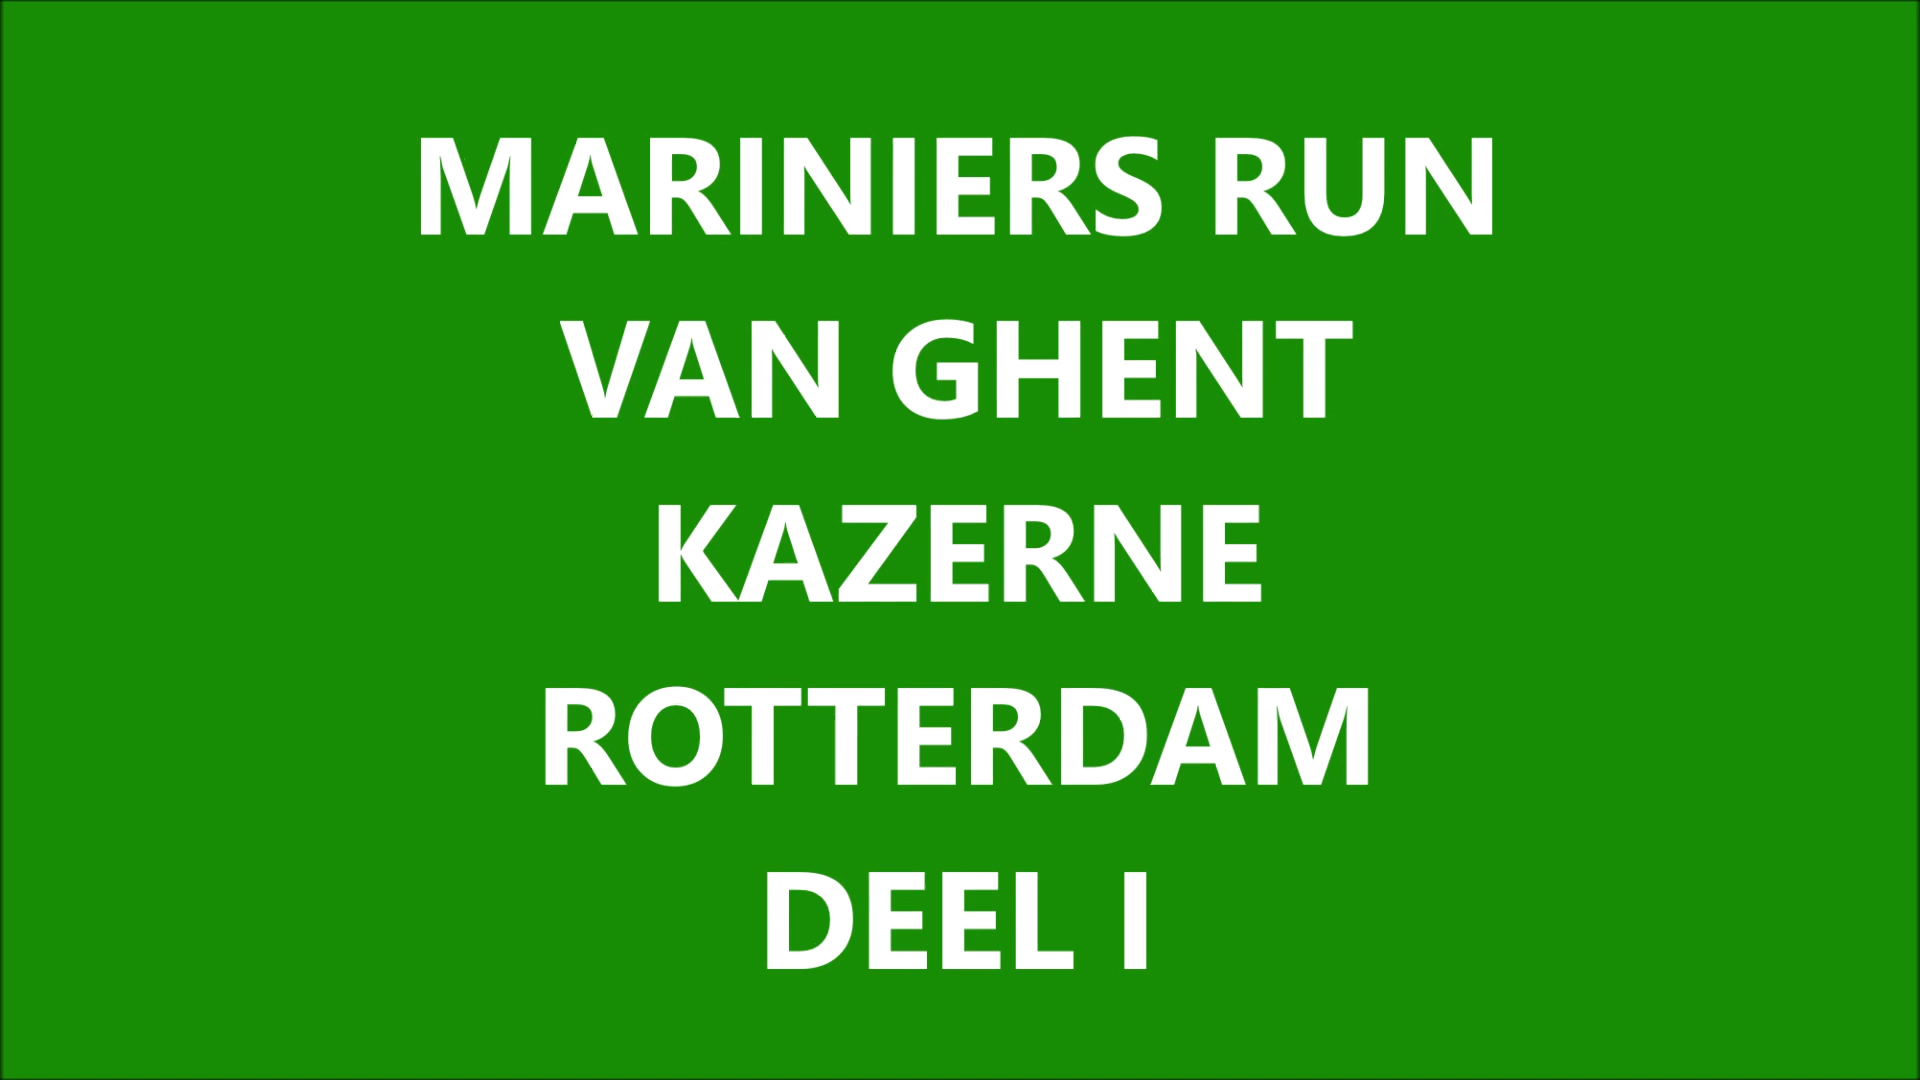 MARINIERS RUN
VAN GHENT
KAZERNE
ROTTERDAM
DEEL I